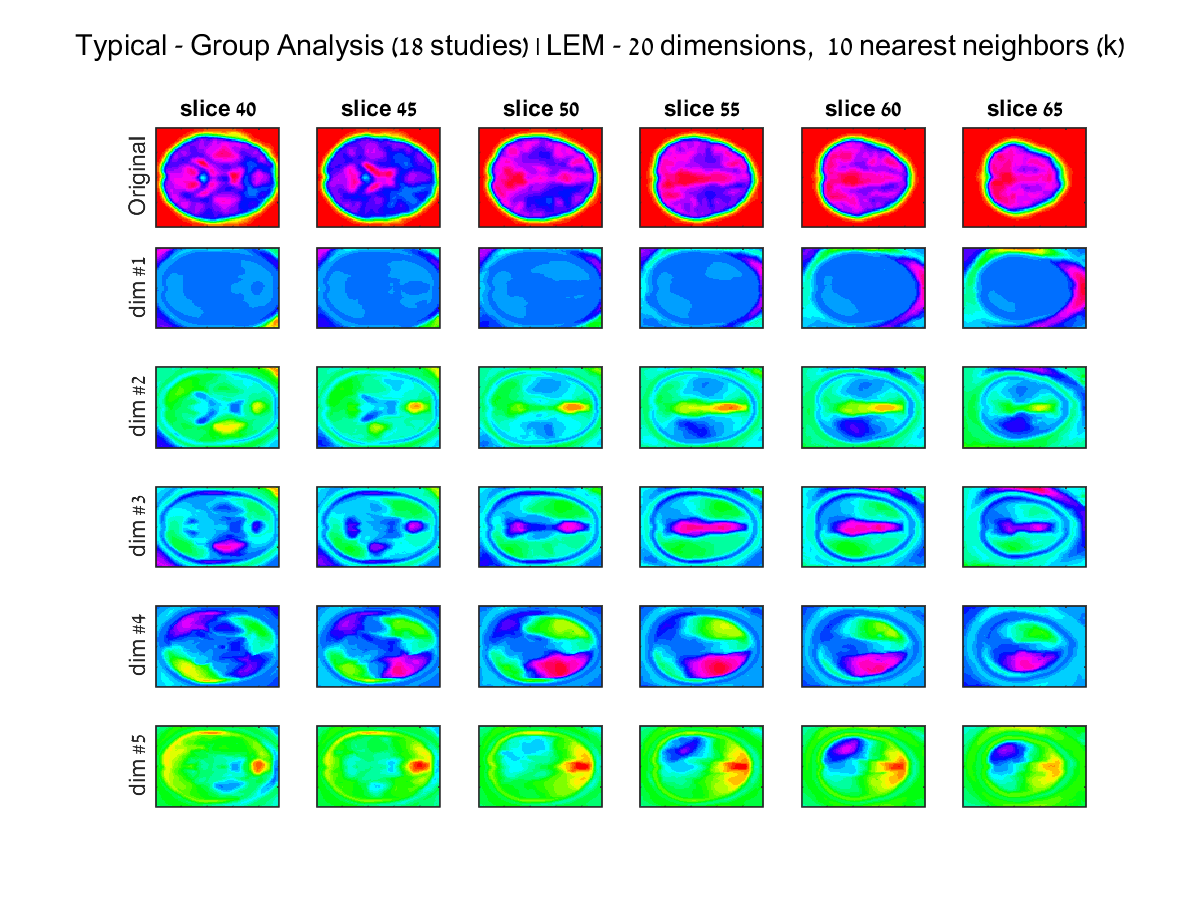 Typical - Group Analysis (18 studies) | LEM - 20 dimensions, 10 nearest neighbors (k)
slice 40 slice 45 slice 50 slice 55 slice 60 slice 65
Original
dim #1
dim #2
dim #3
dim #4
dim #5